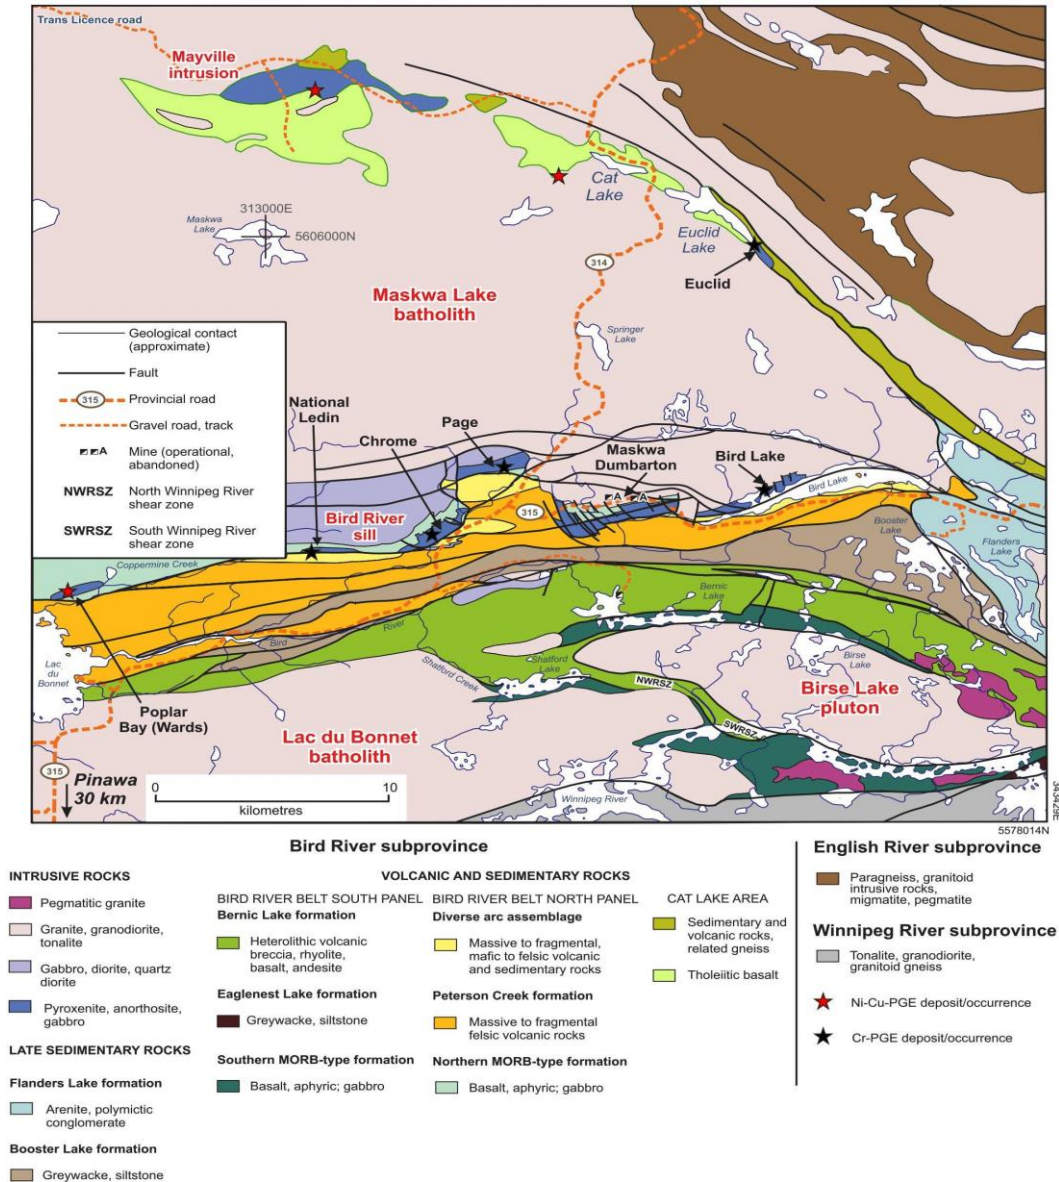 Trans Licence road
Mayville
intrusion
Cat
Lake
313000E
Maskwa
Lake
5606000N
Euclid
Lake
314
Euclid
Maskwa Lake
batholith
Springer
Lake
Geological contact
(approximate)
Fault
315 Provincial road
Gravel road, track
A Mine (operational,
abandoned)
NWRSZ North Winnipeg River
shear zone
SWRSZ South Winnipeg River
shear zone
National
Ledin
Chrome
Page
Maskwa
Dumbarton
Bird Lake
A A
Bird Lake
315
Bird River
sill
Booster
Lake
Flanders
Lake
Coppermine Creek
Bernic
Lake
River
Bird
Lac
du
Bonnet
Shatford Creek
Shatford
Lake
Birse
Lake
NWRSZ
SWRSZ
Birse Lake
pluton
Poplar
Bay (Wards)
Lac du Bonnet
batholith
315
Pinawa
30 km
0 10
kilometres
Winnipeg River
343429E
5578014N
Bird River subprovince
INTRUSIVE ROCKS
Pegmatitic granite
Granite, granodiorite,
tonalite
Gabbro, diorite, quartz
diorite
Pyroxenite, anorthosite,
gabbro
LATE SEDIMENTARY ROCKS
Flanders Lake formation
Arenite, polymictic
conglomerate
Booster Lake formation
Greywacke, siltstone
VOLCANIC AND SEDIMENTARY ROCKS
BIRD RIVER BELT SOUTH PANEL
Bernic Lake formation
Heterolithic volcanic
breccia, rhyolite,
basalt, andesite
Eaglenest Lake formation
Greywacke, siltstone
Southern MORB-type formation
Basalt, aphyric; gabbro
BIRD RIVER BELT NORTH PANEL
Diverse arc assemblage
Massive to fragmental,
mafic to felsic volcanic
and sedimentary rocks
Peterson Creek formation
Massive to fragmental
felsic volcanic rocks
Northern MORB-type formation
Basalt, aphyric; gabbro
CAT LAKE AREA
Sedimentary and
volcanic rocks,
related gneiss
Tholeiitic basalt
English River subprovince
Paragneiss, granitoid
intrusive rocks,
migmatite, pegmatite
Winnipeg River subprovince
Tonalite, granodiorite,
granitoid gneiss
Ni-Cu-PGE deposit/occurrence
Cr-PGE deposit/occurrence